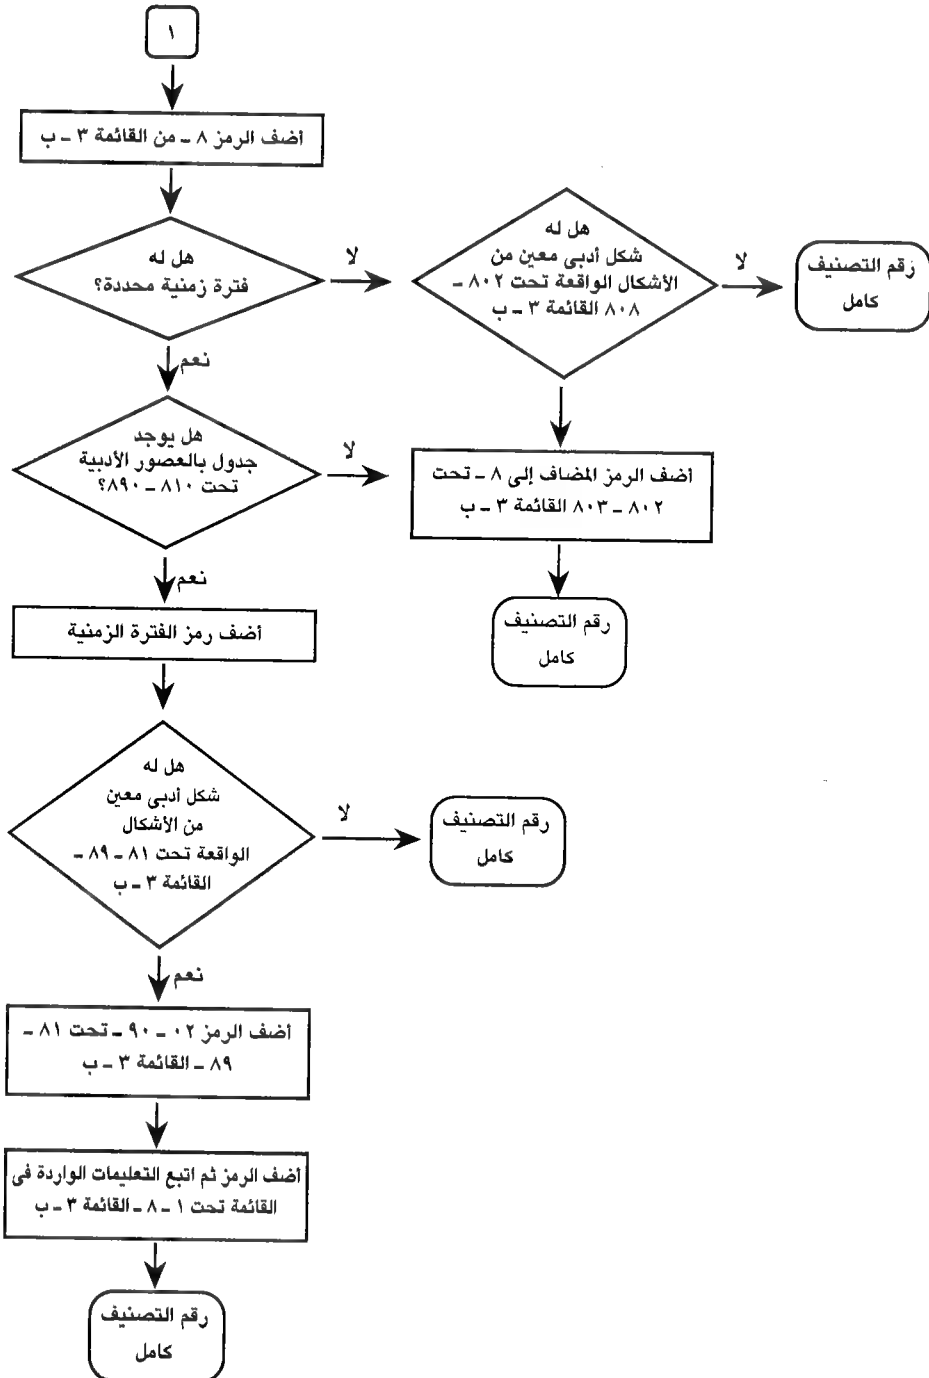 ١
أضف الرمز ٨ ـ من القائمة ٣ ـ ب
هل له
فترة زمنية محددة؟
لا
هل له
شكل أدبى معين من
الأشكال الواقعة تحت ٨٠٢ ـ
٨٠٨ القائمة ٣ ـ ب
لا
رقم التصنيف
كامل
نعم
هل يوجد
جدول بالعصور الأدبية
تحت ٨١٠ ـ ٨٩٠؟
لا
أضف الرمز المضاف إلى ٨ ـ تحت
٨٠٢ ـ ٨٠٣ القائمة ٣ ـ ب
رقم التصنيف
كامل
نعم
أضف رمز الفترة الزمنية
هل له
شكل أدبى معين
من الأشكال
الواقعة تحت ٨١ ـ ٨٩ ـ
القائمة ٣ ـ ب
لا
رقم التصنيف
كامل
نعم
أضف الرمز ٠٢ ـ ٩٠ ـ تحت ٨١ ـ
٨٩ ـ القائمة ٣ ـ ب
أضف الرمز ثم اتبع التعليمات الواردة فى
القائمة تحت ١ ـ ٨ ـ القائمة ٣ ـ ب
رقم التصنيف
كامل